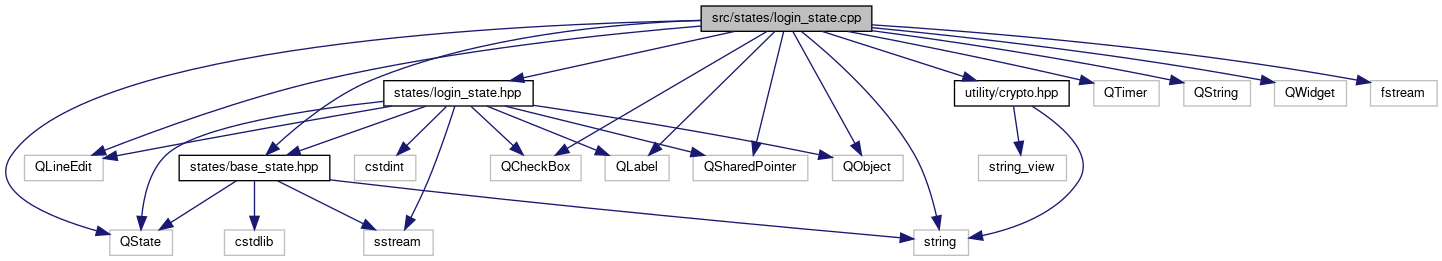 src/states/login_state.cpp
states/login_state.hpp
utility/crypto.hpp
QTimer
QString
QWidget
fstream
QLineEdit
states/base_state.hpp
cstdint
QCheckBox
QLabel
QSharedPointer
QObject
string_view
QState
cstdlib
sstream
string